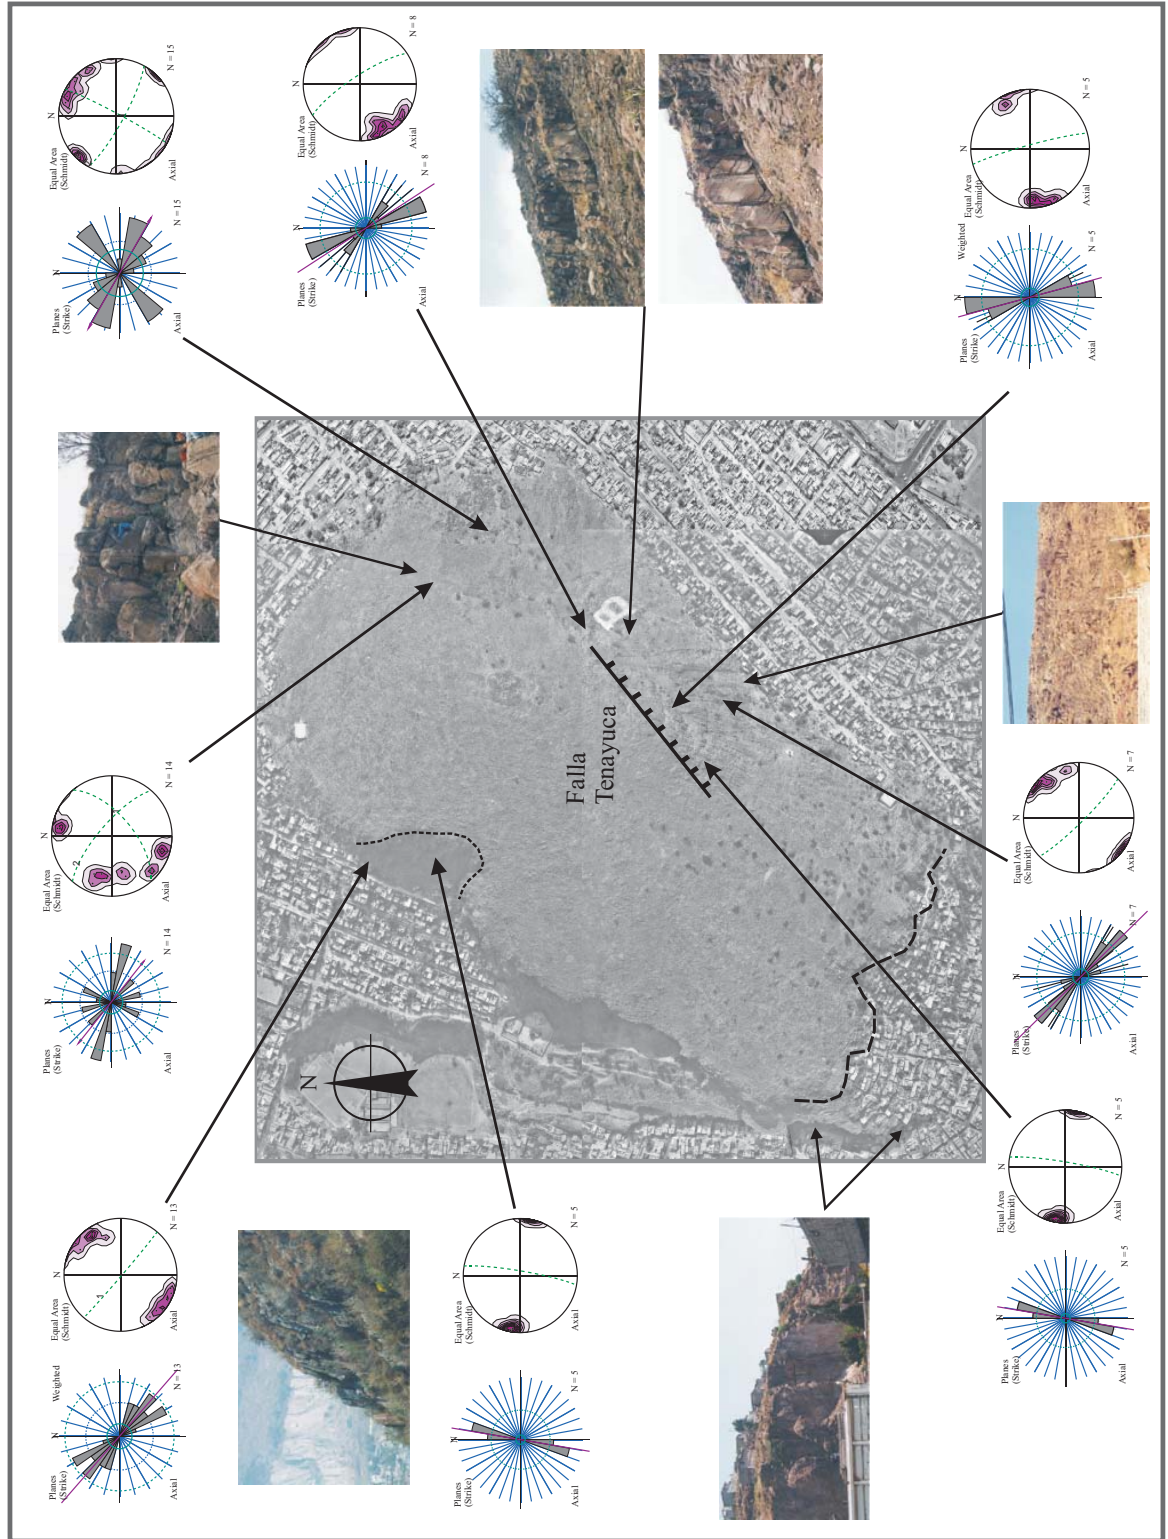 N
Equal Area
(Schmidt)
Axial
N = 15
N
Planes
(Strike)
Axial
N = 15
N
Equal Area
(Schmidt)
Axial
N = 8
N
Planes
(Strike)
Axial
N = 8
N
Equal Area
(Schmidt)
Axial
N = 5
N
Planes
(Strike)
Weighted
Axial
N = 5
N
Equal Area
(Schmidt)
2
1
Axial
N = 14
N
Planes
(Strike)
Axial
N = 14
Falla
Tenayuca
N
N
Equal Area
(Schmidt)
Axial
N = 7
N
Planes
(Strike)
Axial
N = 7
N
Equal Area
(Schmidt)
1
Axial
N = 13
N
Planes
(Strike)
Weighted
Axial
N = 13
N
Equal Area
(Schmidt)
Axial
N = 5
N
Planes
(Strike)
Axial
N = 5
N
Equal Area
(Schmidt)
Axial
N = 5
N
Planes
(Strike)
Axial
N = 5